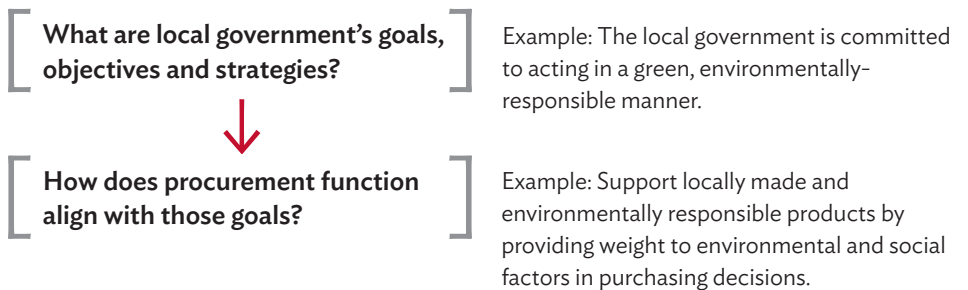 What are local government's goals,
objectives and strategies?
Example: The local government is committed
to acting in a green, environmentally-
responsible manner.
How does procurement function
align with those goals?
Example: Support locally made and
environmentally responsible products by
providing weight to environmental and social
factors in purchasing decisions.